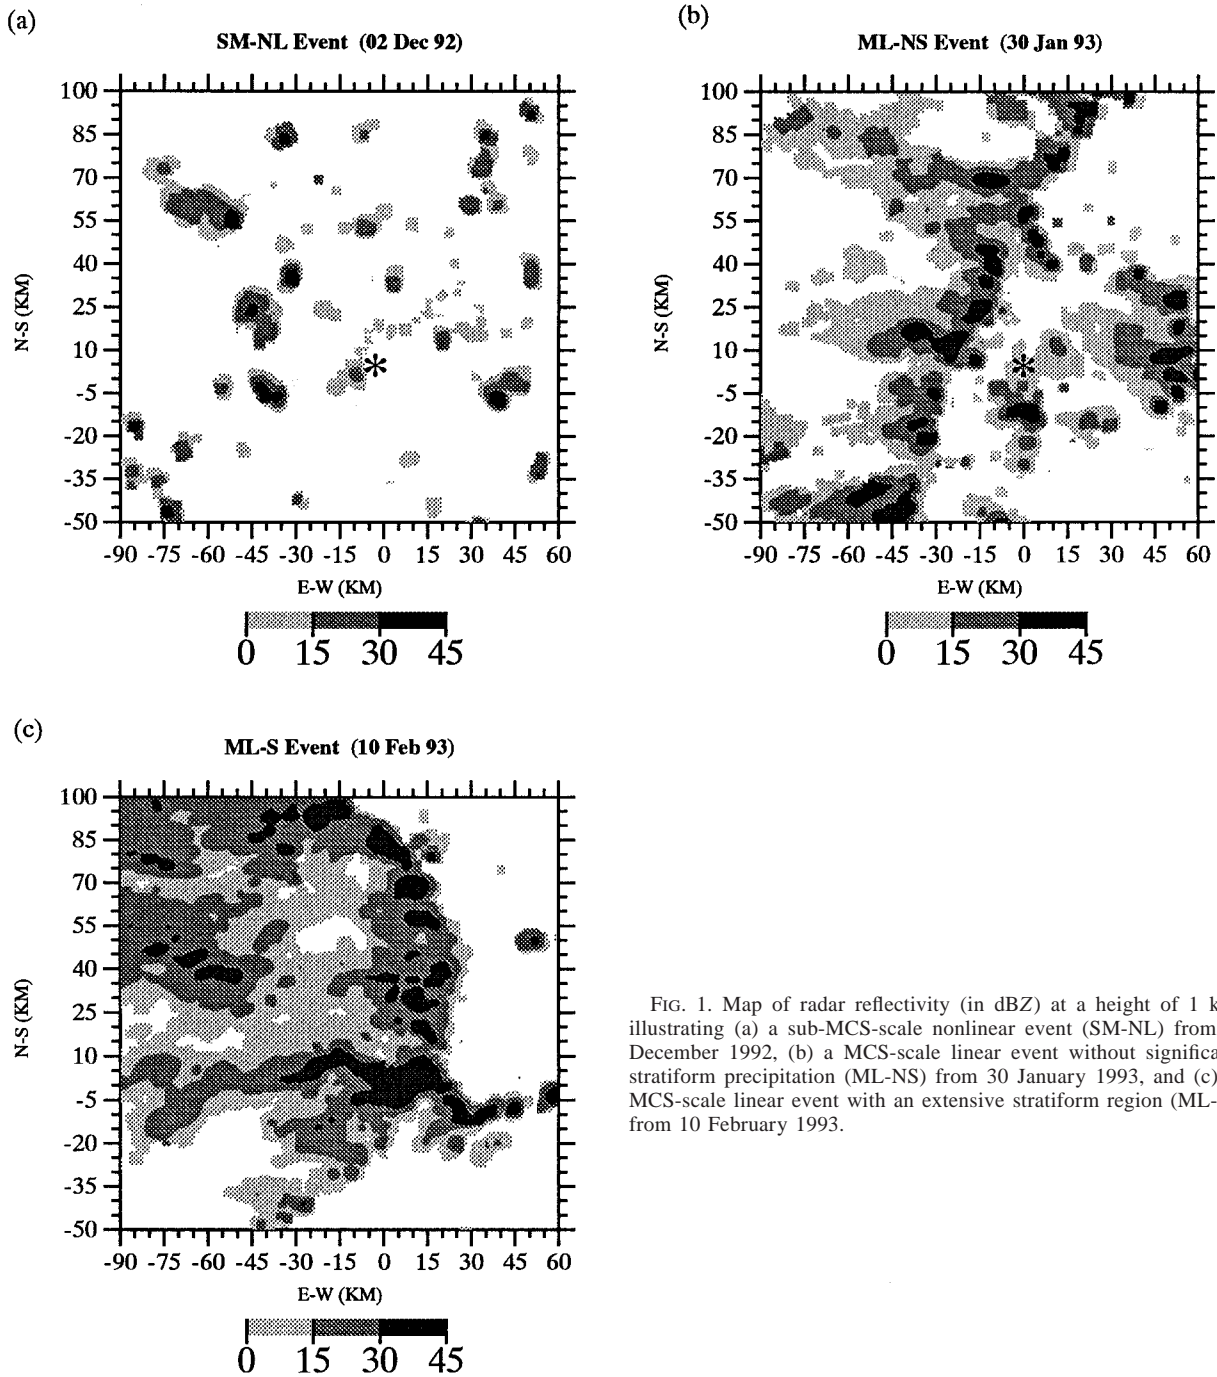 (a)
SM-NL Event (02 Dec 92)
100
85
70
55
40
25
10
-5
-20
-35
-50
N-S (KM)
-90 -75 -60 -45 -30 -15 0 15 30 45 60
E-W (KM)
0 15 30 45
(b)
ML-NS Event (30 Jan 93)
100
85
70
55
40
25
10
-5
-20
-35
-50
N-S (KM)
-90 -75 -60 -45 -30 -15 0 15 30 45 60
E-W (KM)
0 15 30 45
(c)
ML-S Event (10 Feb 93)
100
85
70
55
40
25
10
-5
-20
-35
-50
N-S (KM)
-90 -75 -60 -45 -30 -15 0 15 30 45 60
E-W (KM)
0 15 30 45
FIG. 1. Map of radar reflectivity (in dBZ) at a height of 1 k
illustrating (a) a sub-MCS-scale nonlinear event (SM-NL) from
December 1992, (b) a MCS-scale linear event without significa
stratiform precipitation (ML-NS) from 30 January 1993, and (c)
MCS-scale linear event with an extensive stratiform region (ML-
from 10 February 1993.